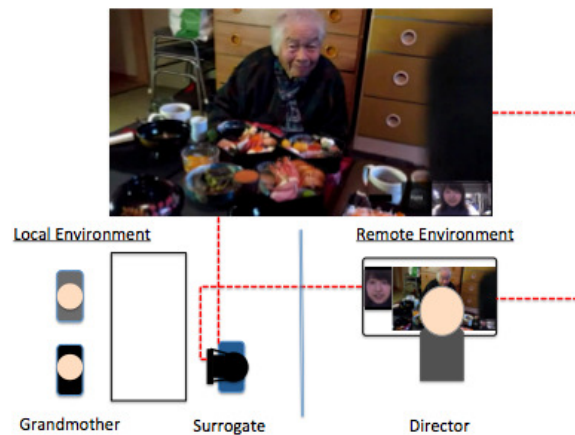 Local Environment
Remote Environment
Grandmother
Surrogate
Director